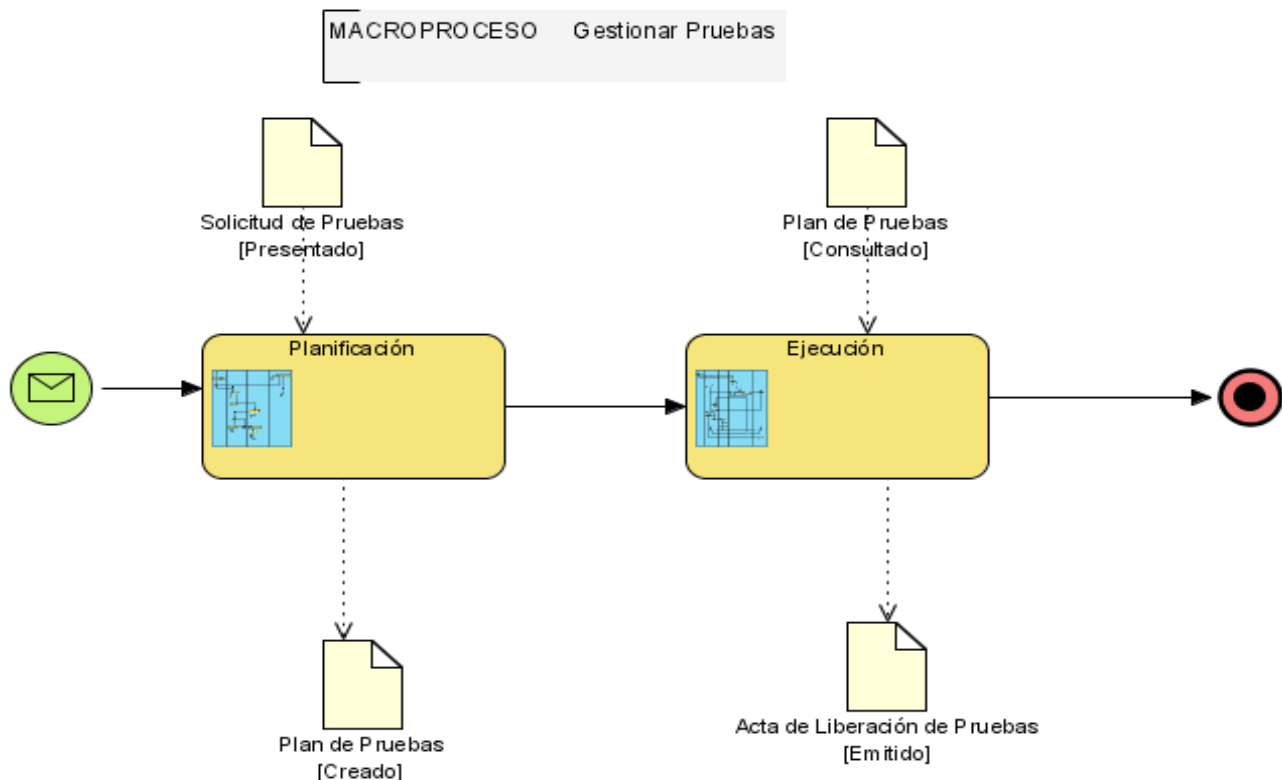 MACROPROCESO Gestionar Pruebas
Solicitud de Pruebas
[Presentado]
Plan de Pruebas
[Consultado]
Planificación
Ejecución
Plan de Pruebas
[Creado]
Acta de Liberación de Pruebas
[Emitido]